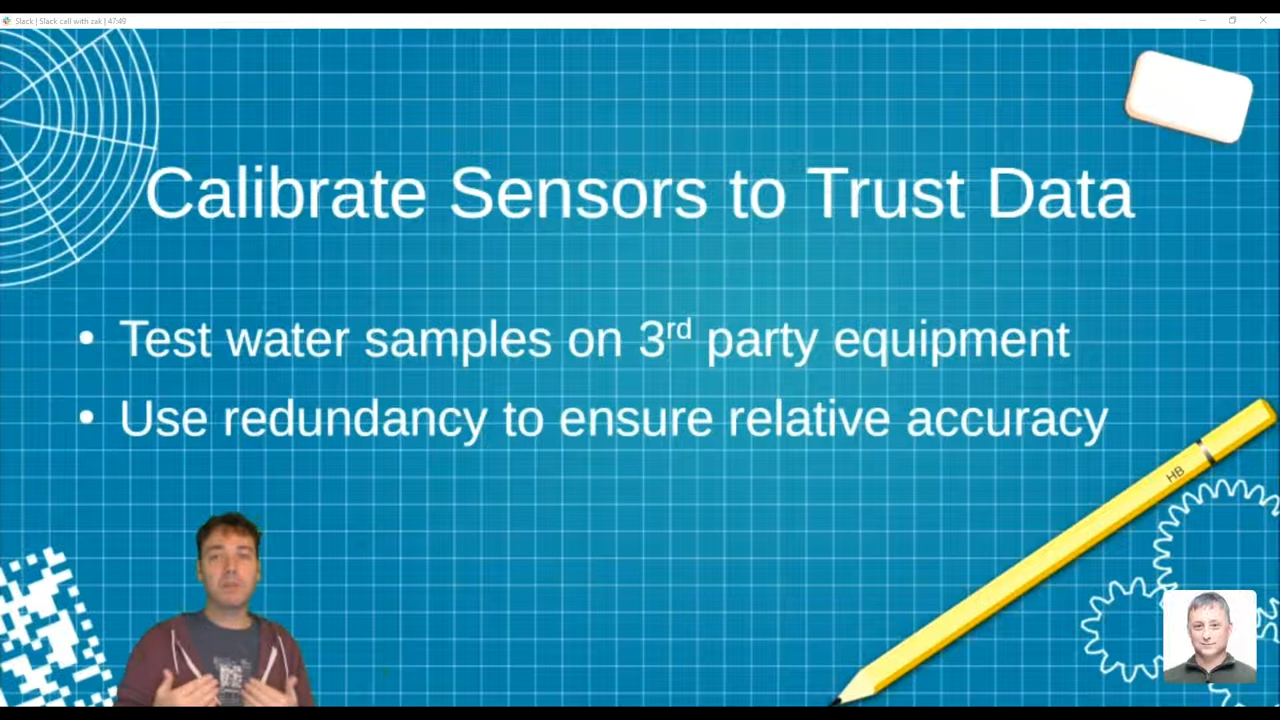 Slack | Slack call with zak | 47:49
Calibrate Sensors to Trust Data
• Test water samples on 3rd party equipment
• Use redundancy to ensure relative accuracy
HB